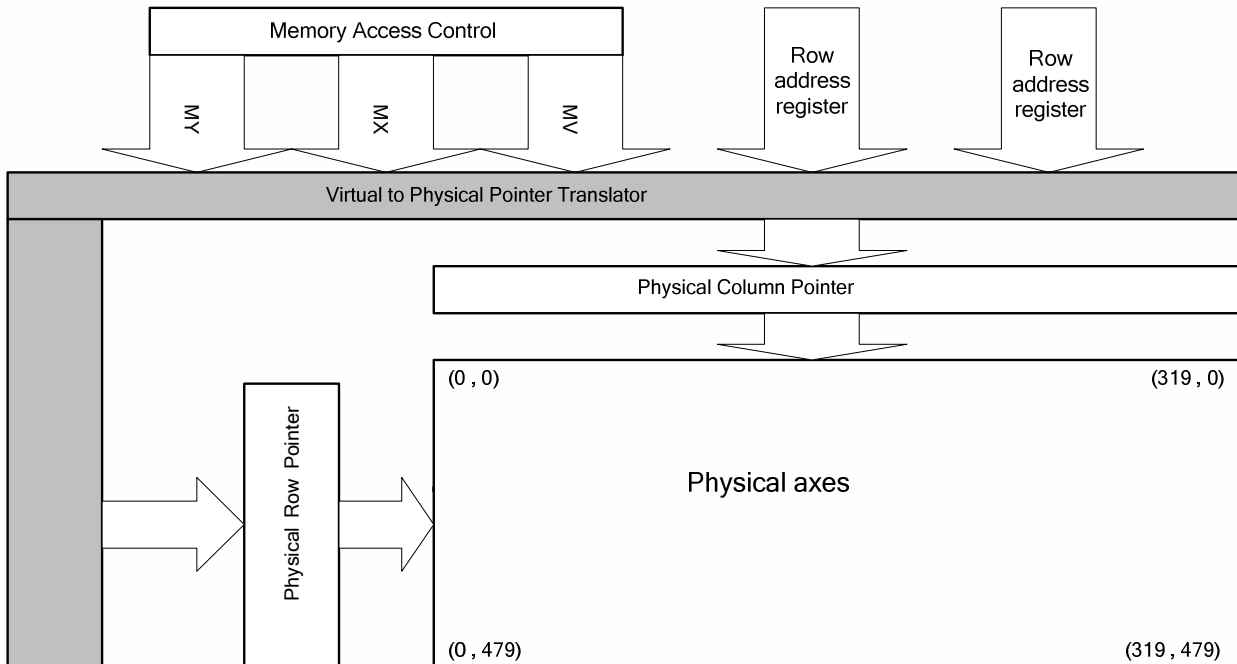 Memory Access Control
Row
address
register
Row
address
register
MY
MX
MV
Virtual to Physical Pointer Translator
Physical Column Pointer
(0 , 0)
(319 , 0)
Physical Row Pointer
Physical axes
(0 , 479)
(319 , 479)